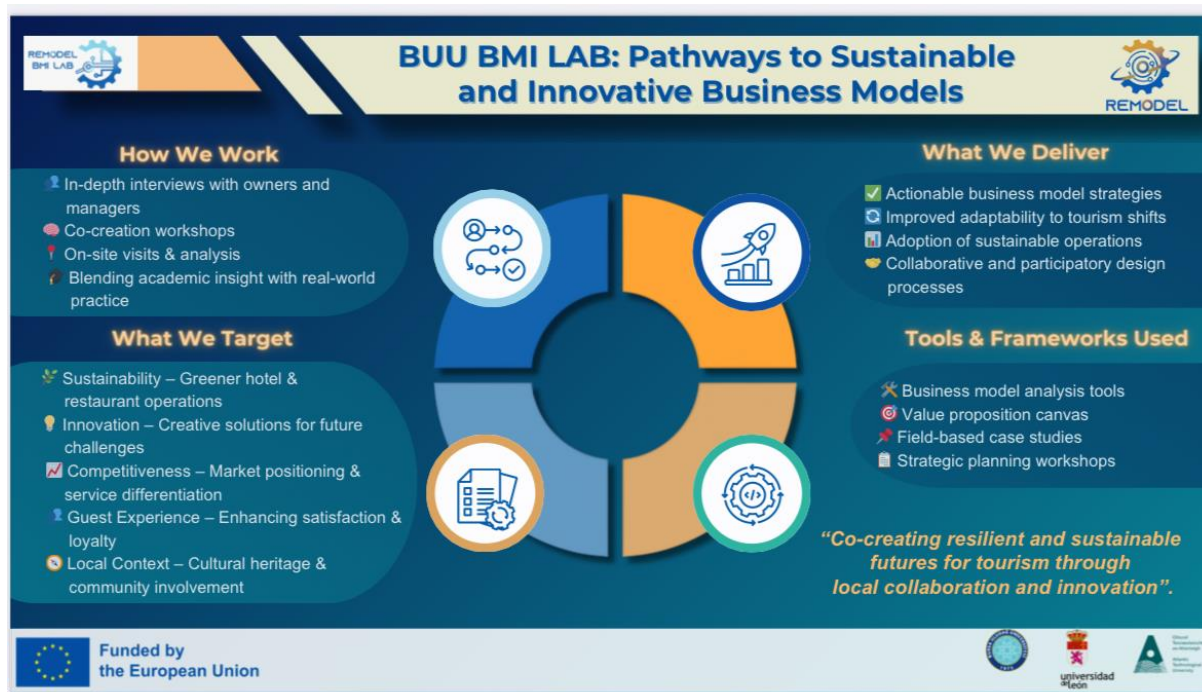 REMODEL
BMI LAB
BUU BMI LAB: Pathways to Sustainable
and Innovative Business Models
REMODEL
How We Work
In-depth interviews with owners and
managers
Co-creation workshops
On-site visits & analysis
Blending academic insight with real-world
practice
What We Target
Sustainability – Greener hotel &
restaurant operations
Innovation – Creative solutions for future
challenges
Competitiveness – Market positioning &
service differentiation
Guest Experience – Enhancing satisfaction &
loyalty
Local Context – Cultural heritage &
community involvement
What We Deliver
Actionable business model strategies
Improved adaptability to tourism shifts
Adoption of sustainable operations
Collaborative and participatory design
processes
Tools & Frameworks Used
Business model analysis tools
Value proposition canvas
Field-based case studies
Strategic planning workshops
</>
“Co-creating resilient and sustainable
futures for tourism through
local collaboration and innovation”.
Funded by
the European Union
universidad
de león